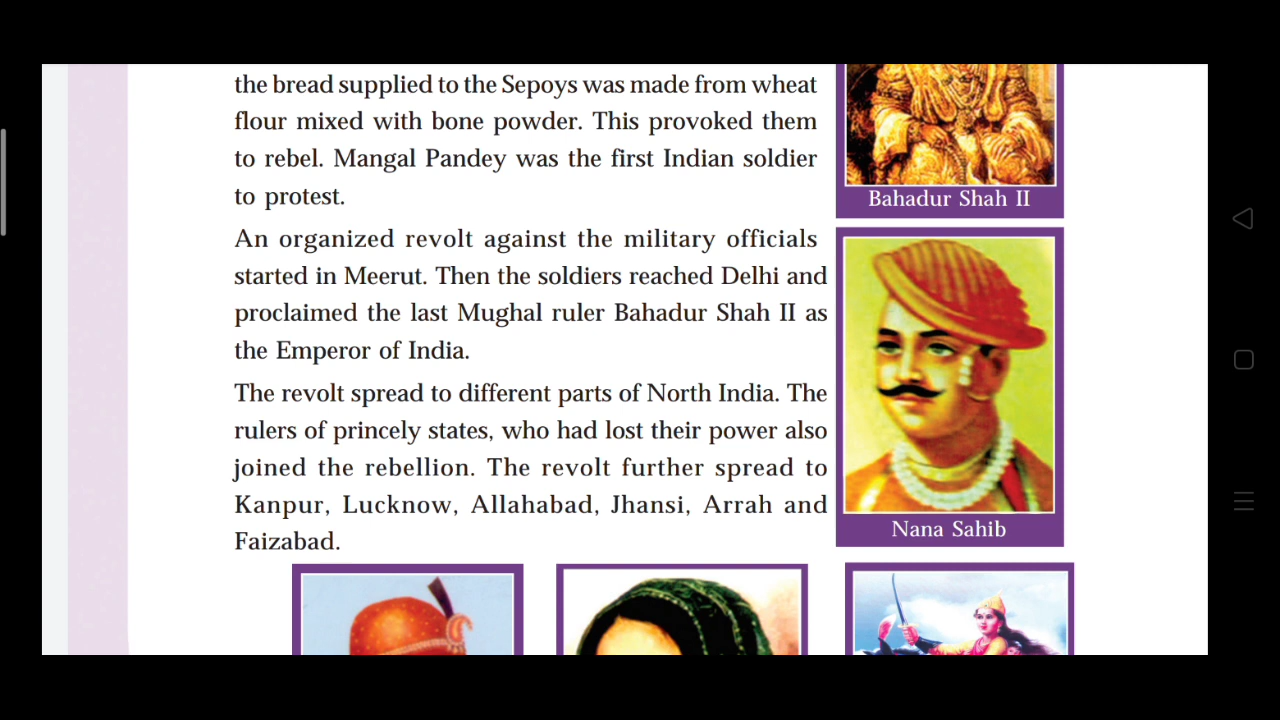 the bread supplied to the Sepoys was made from wheat
flour mixed with bone powder. This provoked them
to rebel. Mangal Pandey was the first Indian soldier
to protest.
Bahadur Shah II
An organized revolt against the military officials
started in Meerut. Then the soldiers reached Delhi and
proclaimed the last Mughal ruler Bahadur Shah II as
the Emperor of India.
The revolt spread to different parts of North India. The
rulers of princely states, who had lost their power also
joined the rebellion. The revolt further spread to
Kanpur, Lucknow, Allahabad, Jhansi, Arrah and
Faizabad.
Nana Sahib